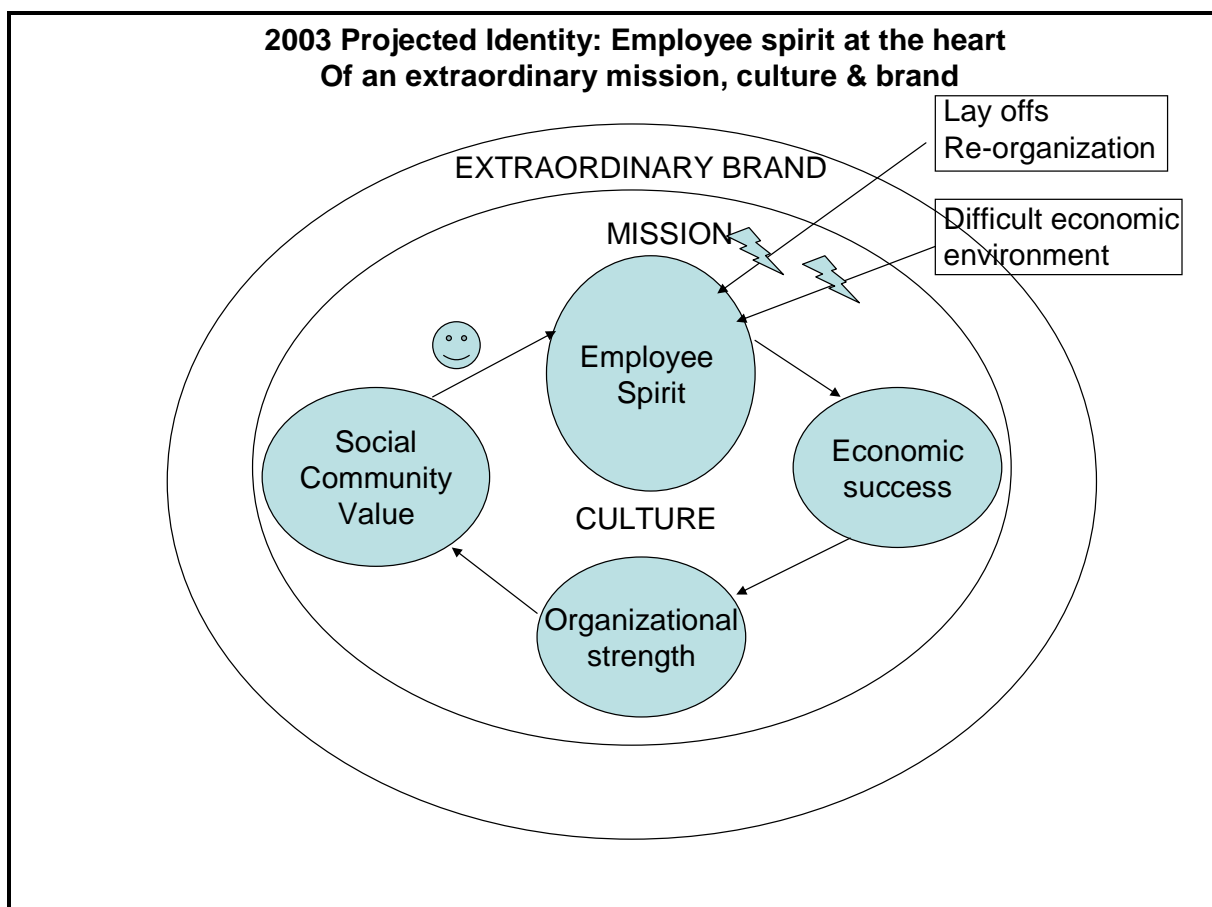 2003 Projected Identity: Employee spirit at the heart
Of an extraordinary mission, culture & brand
Lay offs
Re-organization
EXTRAORDINARY BRAND
Difficult economic
environment
MISSION
Employee
Spirit
Social
Community
Value
Economic
success
CULTURE
Organizational
strength